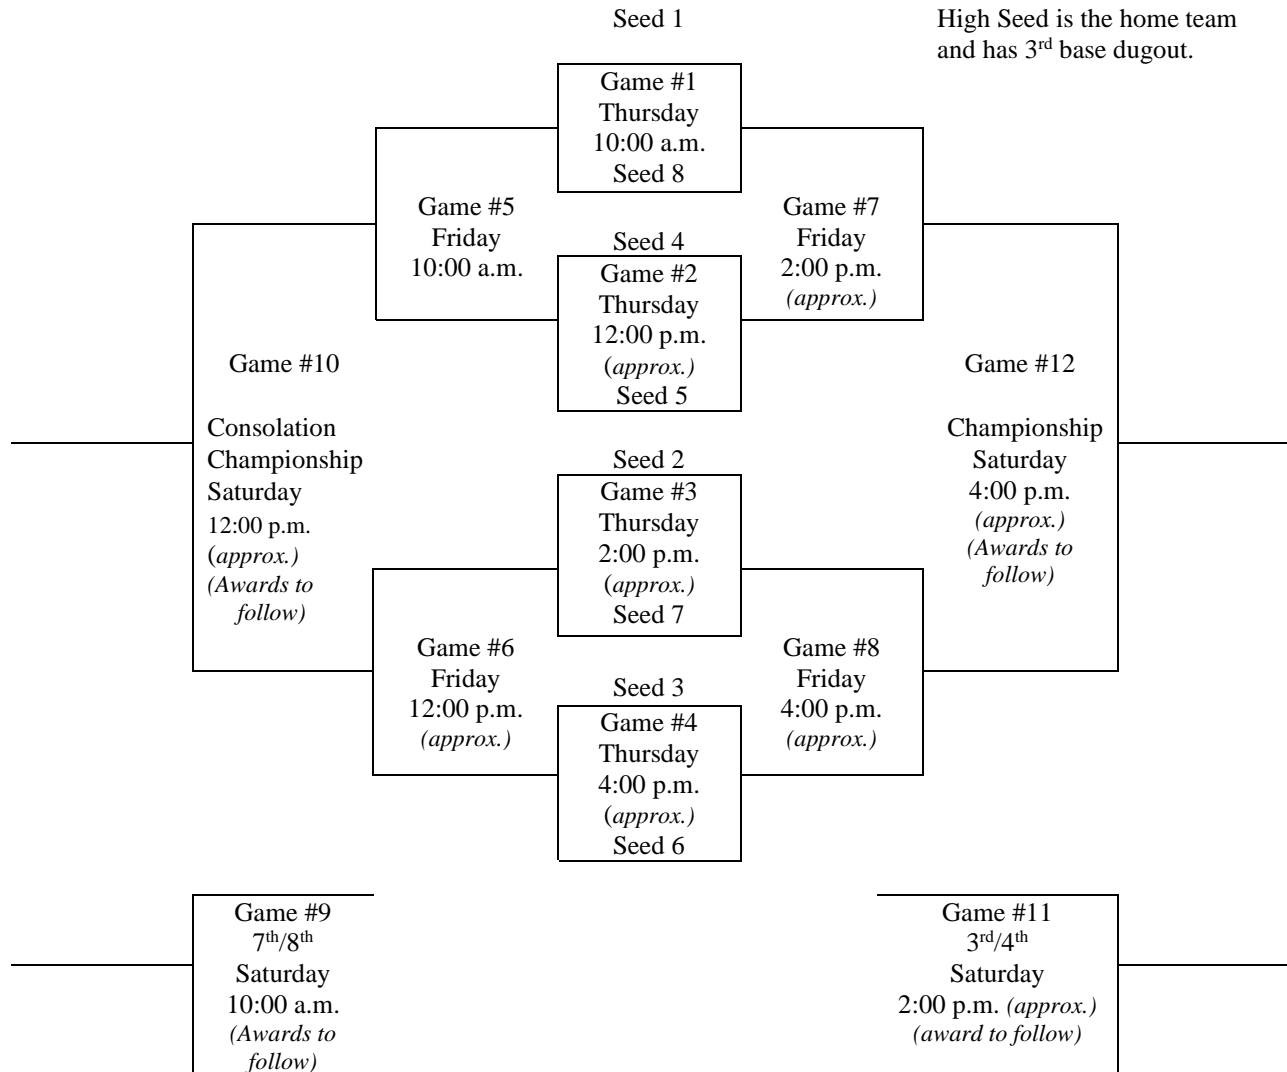 Seed 1
High Seed is the home team
and has 3rd base dugout.
Game #1
Thursday
10:00 a.m.
Seed 8
Game #5
Friday
10:00 a.m.
Game #7
Friday
2:00 p.m.
(approx.)
Seed 4
Game #2
Thursday
12:00 p.m.
(approx.)
Seed 5
Game #10
Consolation
Championship
Saturday
12:00 p.m.
(approx.)
(Awards to
follow)
Game #12
Championship
Saturday
4:00 p.m.
(approx.)
(Awards to
follow)
Seed 2
Game #3
Thursday
2:00 p.m.
(approx.)
Seed 7
Game #6
Friday
12:00 p.m.
(approx.)
Game #8
Friday
4:00 p.m.
(approx.)
Seed 3
Game #4
Thursday
4:00 p.m.
(approx.)
Seed 6
Game #9
7th/8th
Saturday
10:00 a.m.
(Awards to
follow)
Game #11
3rd/4th
Saturday
2:00 p.m. (approx.)
(award to follow)